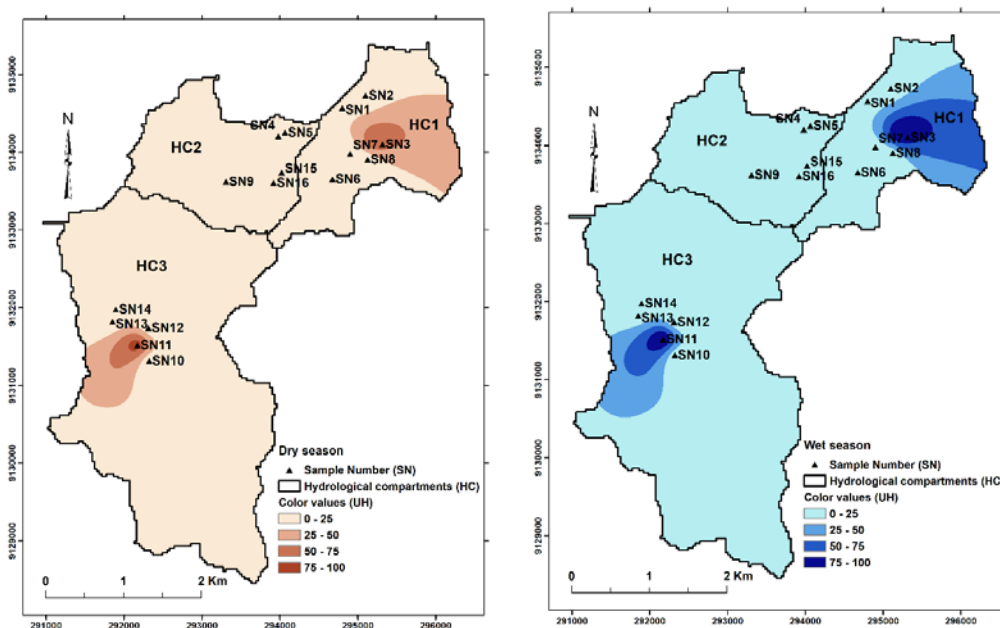 9135000
9134000
9133000
9132000
9131000
9130000
9129000
N
SN2
SN1
HC1
SN4
SN5
SN7
SN3
HC2
SN8
SN15
SN9
SN16
SN6
HC3
SN14
SN13
SN12
SN11
SN10
Dry season
Sample Number (SN)
Hydrological compartments (HC)
Color values (UH)
0 - 25
25 - 50
50 - 75
75 - 100
0 1 2 Km
291000 292000 293000 294000 295000 296000
9135000
9134000
9133000
9132000
9131000
9130000
9129000
N
SN2
SN1
HC1
SN4
SN5
SN7
SN3
HC2
SN8
SN15
SN9
SN16
SN6
HC3
SN14
SN13
SN12
SN11
SN10
Wet season
Sample Number (SN)
Hydrological compartments (HC
Color values (UH)
0 - 25
25 - 50
50 - 75
75 - 100
0 1 2 Km
291000 292000 293000 294000 295000 296000